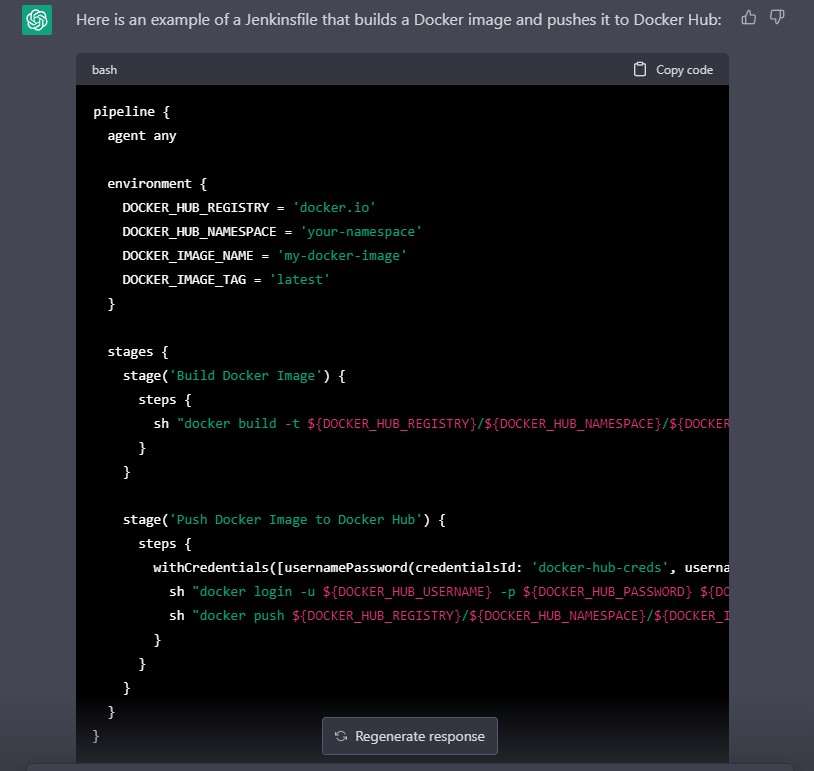 Here is an example of a Jenkinsfile that builds a Docker image and pushes it to Docker Hub:
bash
Copy code
pipeline {
agent any
environment {
DOCKER_HUB_REGISTRY = 'docker.io'
DOCKER_HUB_NAMESPACE = 'your-namespace'
DOCKER_IMAGE_NAME = 'my-docker-image'
DOCKER_IMAGE_TAG = 'latest'
}
stages {
stage('Build Docker Image') {
steps {
sh "docker build -t ${DOCKER_HUB_REGISTRY}/${DOCKER_HUB_NAMESPACE}/${DOCKER
}
}
stage('Push Docker Image to Docker Hub') {
steps {
withCredentials([usernamePassword(credentialsId: 'docker-hub-creds', userna
sh "docker login -u ${DOCKER_HUB_USERNAME} -p ${DOCKER_HUB_PASSWORD} ${DO
sh "docker push ${DOCKER_HUB_REGISTRY}/${DOCKER_HUB_NAMESPACE}/${DOCKER_I
}
}
}
}
}
Regenerate response